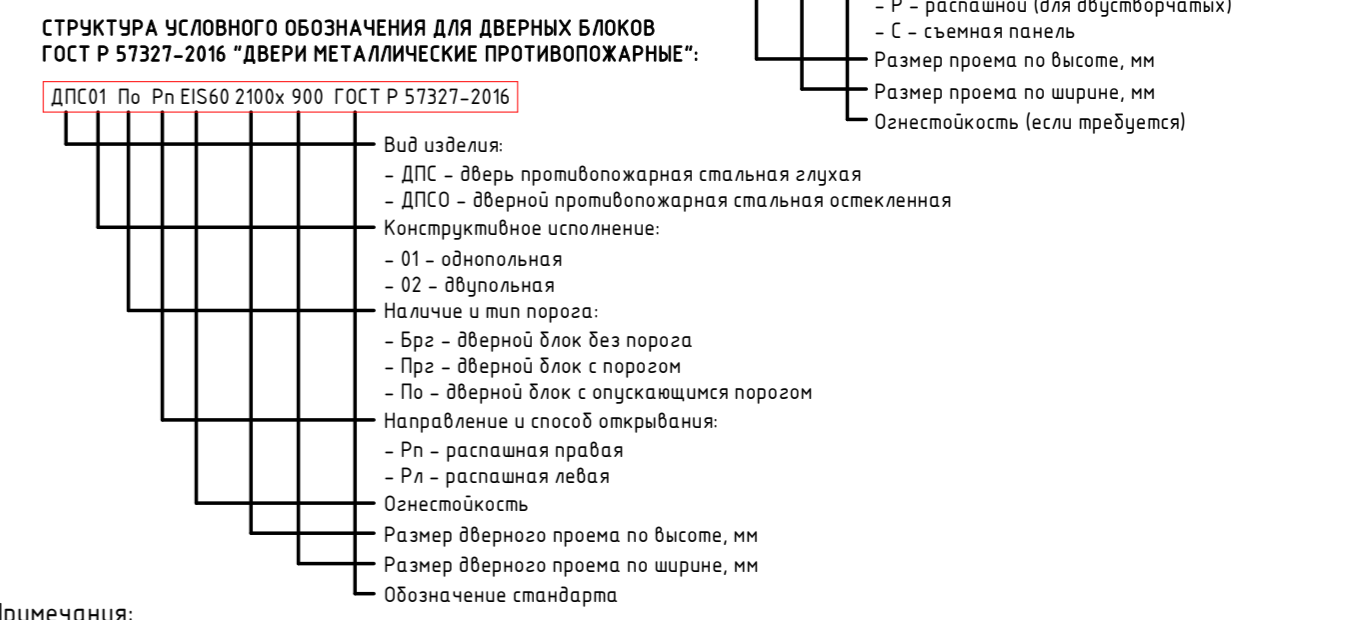 - Р - распашной (для двустворчатых)
- С - съемная панель
Размер проема по высоте, мм
Размер проема по ширине, мм
Огнестойкость (если требуется)
СТРУКТУРА УСЛОВНОГО ОБОЗНАЧЕНИЯ ДЛЯ ДВЕРНЫХ БЛОКОВ
ГОСТ Р 57327-2016 "ДВЕРИ МЕТАЛЛИЧЕСКИЕ ПРОТИВОПОЖАРНЫЕ":
ДПС01 По Рп EIS60 2100х 900 ГОСТ Р 57327-2016
Вид изделия:
- ДПС - дверь противопожарная стальная глухая
- ДПСО - дверной противопожарная стальная остекленная
Конструктивное исполнение:
- 01 - однопольная
- 02 - двупольная
Наличие и тип порога:
- Брг - дверной блок без порога
- Прг - дверной блок с порогом
- По - дверной блок с опускающимся порогом
Направление и способ открывания:
- Рп - распашная правая
- Рл - распашная левая
Огнестойкость
Размер дверного проема по высоте, мм
Размер дверного проема по ширине, мм
Обозначение стандарта
Примечания: